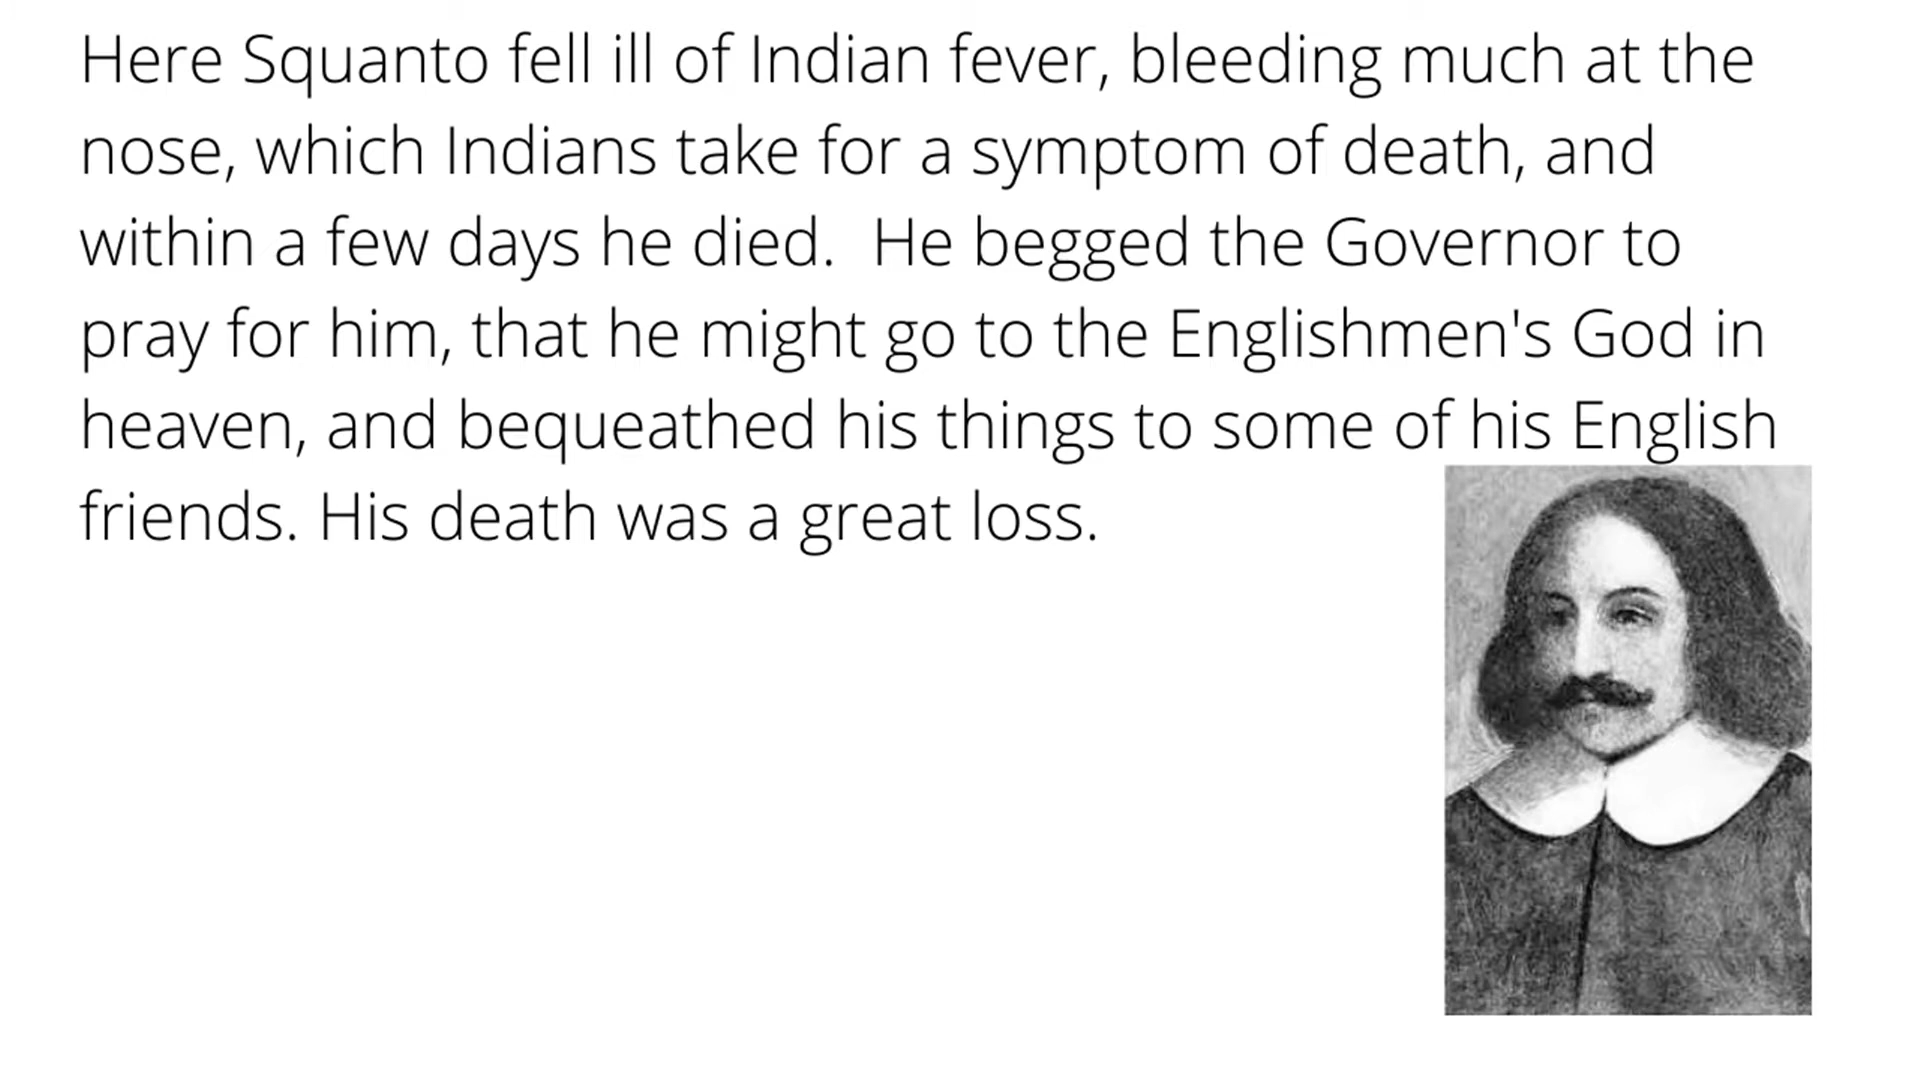 Here Squanto fell ill of Indian fever, bleeding much at the
nose, which Indians take for a symptom of death, and
within a few days he died.  He begged the Governor to
pray for him, that he might go to the Englishmen's God in
heaven, and bequeathed his things to some of his English
friends. His death was a great loss.